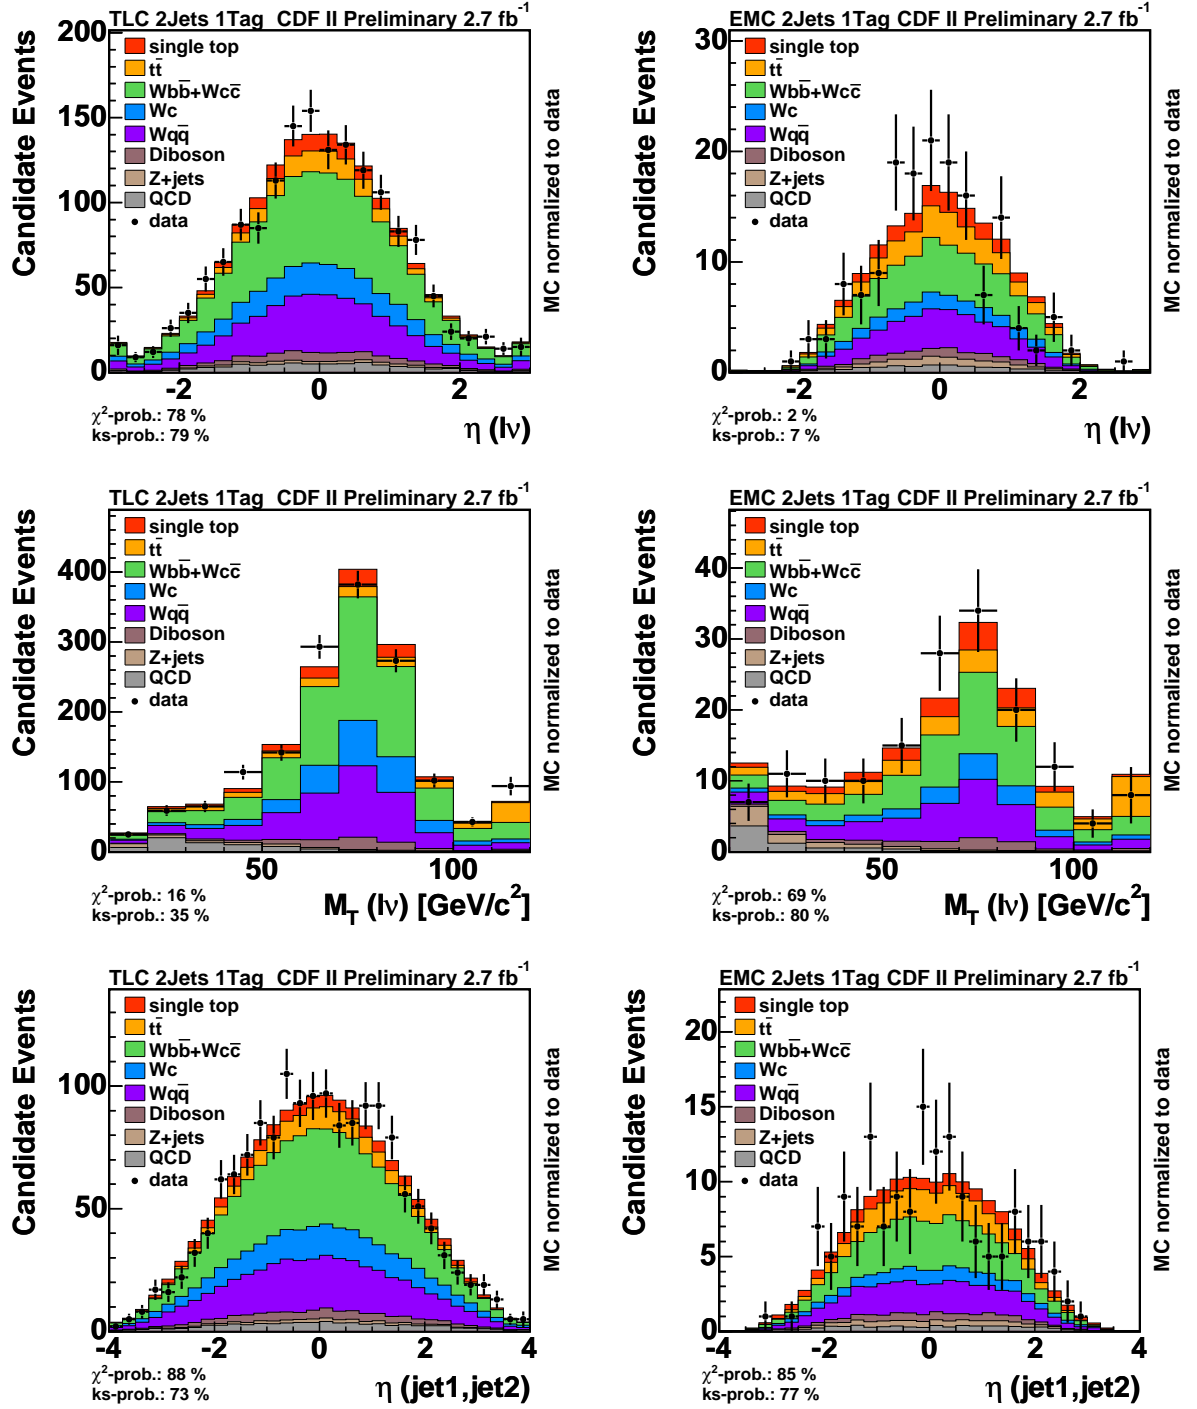 TLC 2Jets 1Tag CDF II Preliminary 2.7 fb⁻¹
Candidate Events
200
150
100
50
0
single top
tt̄
Wbb̄+Wcc̄
Wc
Wqq̄
Diboson
Z+jets
QCD
data
MC normalized to data
-2 0 2
χ²-prob.: 78 %
ks-prob.: 79 %
η (lν)
EMC 2Jets 1Tag CDF II Preliminary 2.7 fb⁻¹
Candidate Events
30
20
10
0
single top
tt̄
Wbb̄+Wcc̄
Wc
Wqq̄
Diboson
Z+jets
QCD
data
MC normalized to data
-2 0 2
χ²-prob.: 2 %
ks-prob.: 7 %
η (lν)
TLC 2Jets 1Tag CDF II Preliminary 2.7 fb⁻¹
Candidate Events
400
300
200
100
0
single top
tt̄
Wbb̄+Wcc̄
Wc
Wqq̄
Diboson
Z+jets
QCD
data
MC normalized to data
50 100
χ²-prob.: 16 %
ks-prob.: 35 %
M_T (lν) [GeV/c²]
EMC 2Jets 1Tag CDF II Preliminary 2.7 fb⁻¹
Candidate Events
40
30
20
10
0
single top
tt̄
Wbb̄+Wcc̄
Wc
Wqq̄
Diboson
Z+jets
QCD
data
MC normalized to data
50 100
χ²-prob.: 69 %
ks-prob.: 80 %
M_T (lν) [GeV/c²]
TLC 2Jets 1Tag CDF II Preliminary 2.7 fb⁻¹
Candidate Events
100
50
0
single top
tt̄
Wbb̄+Wcc̄
Wc
Wqq̄
Diboson
Z+jets
QCD
data
MC normalized to data
-4 -2 0 2 4
χ²-prob.: 88 %
ks-prob.: 73 %
η (jet1,jet2)
EMC 2Jets 1Tag CDF II Preliminary 2.7 fb⁻¹
Candidate Events
20
15
10
5
0
single top
tt̄
Wbb̄+Wcc̄
Wc
Wqq̄
Diboson
Z+jets
QCD
data
MC normalized to data
-4 -2 0 2 4
χ²-prob.: 85 %
ks-prob.: 77 %
η (jet1,jet2)